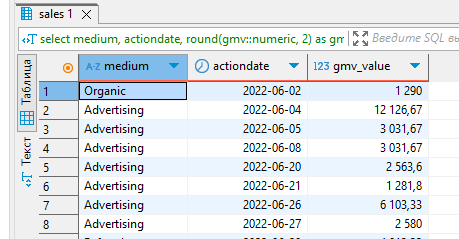 sales 1
select medium, actiondate, round(gmv::numeric, 2) as gm
Введите SQL вы
Таблица
Текст
A-Z medium actiondate 123 gmv_value
1 Organic 2022-06-02 1 290
2 Advertising 2022-06-04 12 126,67
3 Advertising 2022-06-05 3 031,67
4 Advertising 2022-06-08 3 031,67
5 Advertising 2022-06-20 2 563,6
6 Advertising 2022-06-21 1 281,8
7 Advertising 2022-06-26 6 103,33
8 Advertising 2022-06-27 2 580